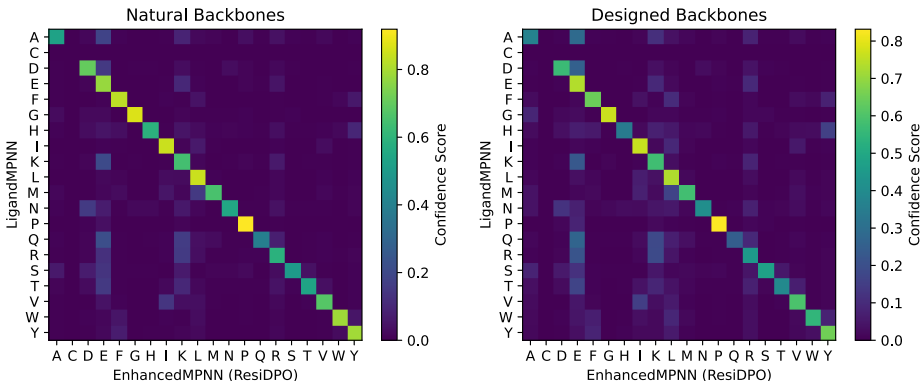 Natural Backbones
A
C
D
E
F
G
H
I
K
L
M
N
P
Q
R
S
T
V
W
Y
LigandMPNN
A C D E F G H I K L M N P Q R S T V W Y
EnhancedMPNN (ResiDPO)
0.8
0.6
0.4
0.2
0.0
Confidence Score
Designed Backbones
A
C
D
E
F
G
H
I
K
L
M
N
P
Q
R
S
T
V
W
Y
LigandMPNN
A C D E F G H I K L M N P Q R S T V W Y
EnhancedMPNN (ResiDPO)
0.8
0.7
0.6
0.5
0.4
0.3
0.2
0.1
0.0
Confidence Score